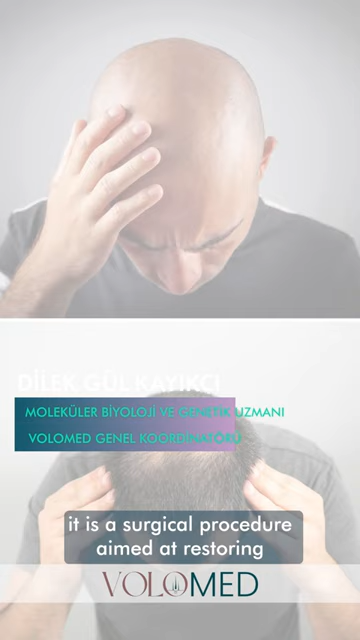 DİLEK GÜL KAYIKCI
MOLEKÜLER BİYOLOJİ VE GENETİK UZMANI
VOLOMED GENEL KOORDİNATÖRÜ
it is a surgical procedure
aimed at restoring
VOLOMED